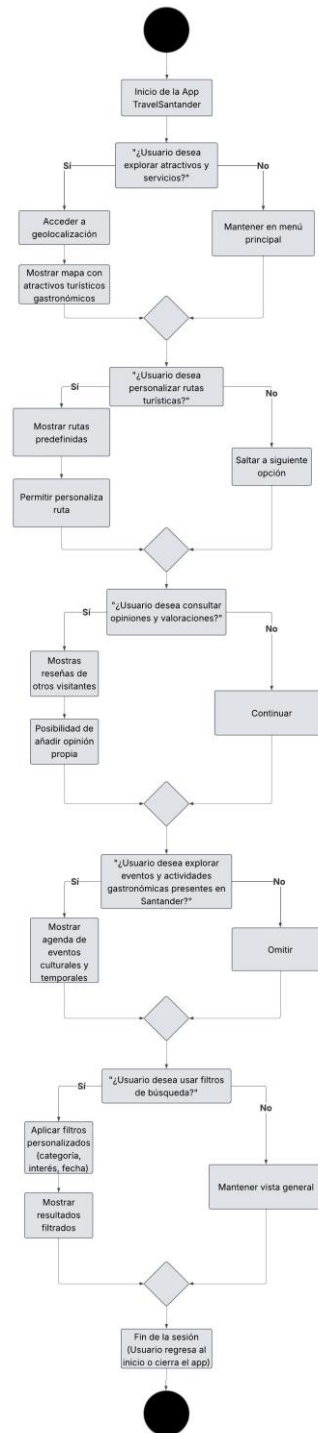 Inicio de la App
TravelSantander
"¿Usuario desea
explorar atractivos y
servicios?"
Sí
No
Acceder a
geolocalización
Mantener en menú
principal
Mostrar mapa con
atractivos turísticos
gastronómicos
"¿Usuario desea
personalizar rutas
turísticas?"
Sí
No
Mostrar rutas
predefinidas
Saltar a siguiente
opción
Permitir personaliza
ruta
"¿Usuario desea consultar
opiniones y valoraciones?"
Sí
No
Mostras
reseñas de
otros visitantes
Continuar
Posibilidad de
añadir opinión
propia
"¿Usuario desea explorar
eventos y actividades
gastronómicas presentes en
Santander?"
Sí
No
Mostrar
agenda de
eventos
culturales y
temporales
Omitir
"¿Usuario desea usar filtros
de búsqueda?"
Sí
No
Aplicar filtros
personalizados
(categoría,
interés, fecha)
Mantener vista general
Mostrar
resultados
filtrados
Fin de la sesión
(Usuario regresa al
inicio o cierra el app)